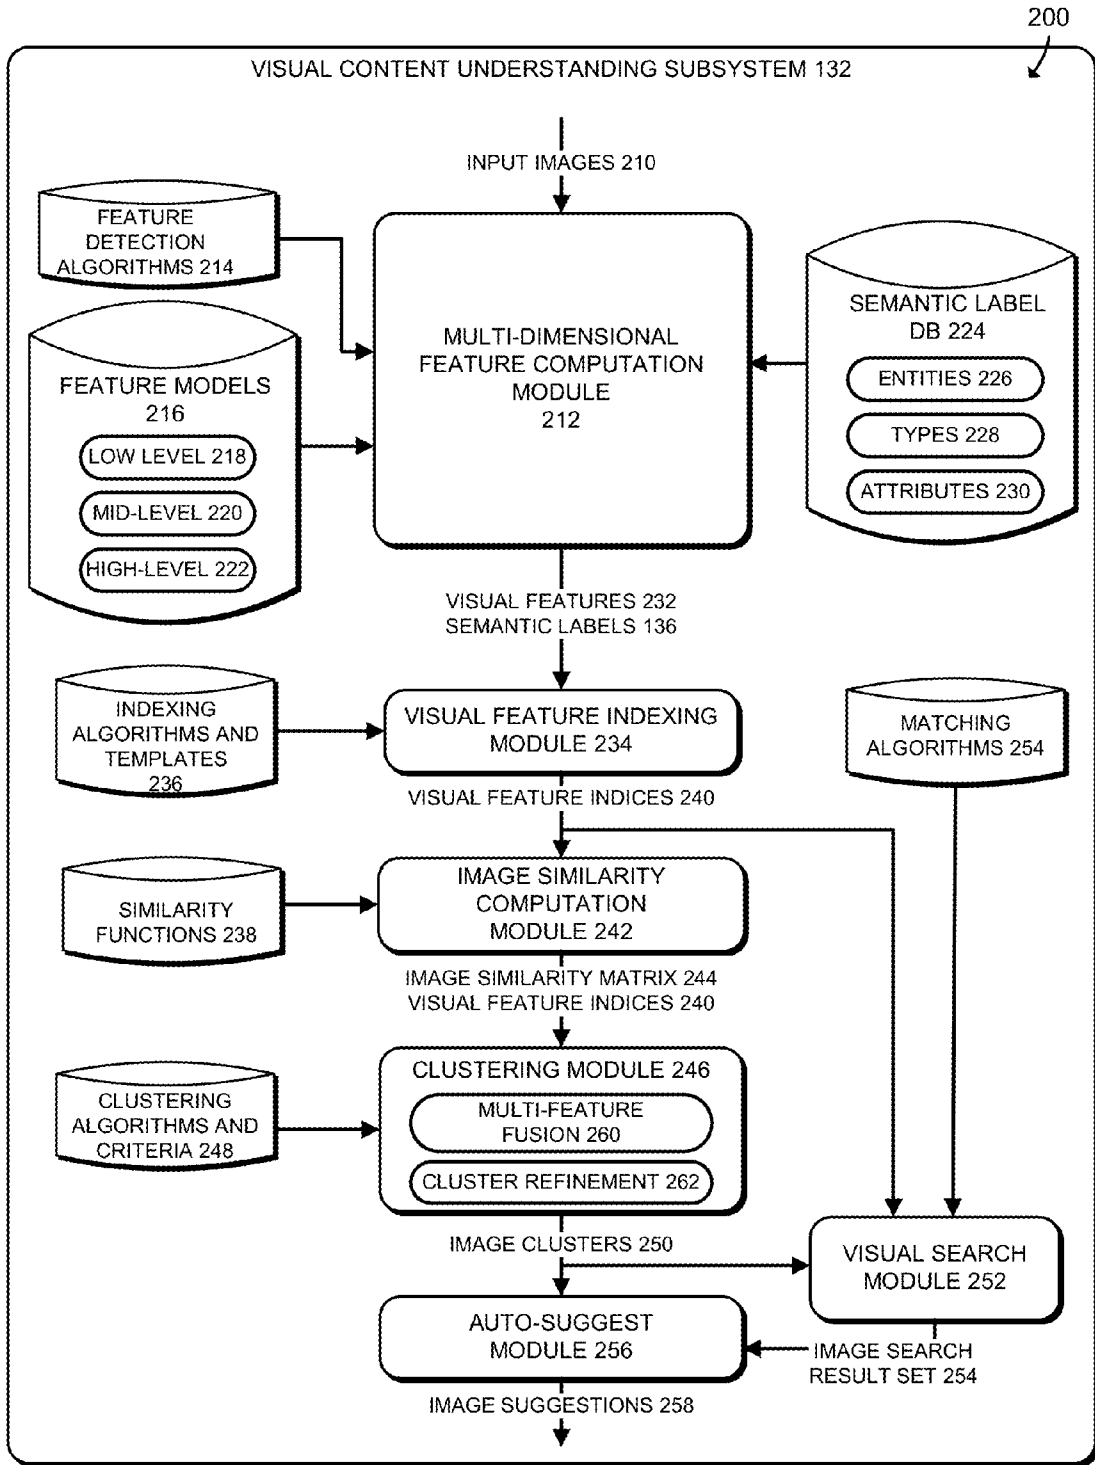 200
VISUAL CONTENT UNDERSTANDING SUBSYSTEM 132
INPUT IMAGES 210
FEATURE
DETECTION
ALGORITHMS 214
MULTI-DIMENSIONAL
FEATURE COMPUTATION
MODULE
212
SEMANTIC LABEL
DB 224
ENTITIES 226
TYPES 228
ATTRIBUTES 230
FEATURE MODELS
216
LOW LEVEL 218
MID-LEVEL 220
HIGH-LEVEL 222
VISUAL FEATURES 232
SEMANTIC LABELS 136
INDEXING
ALGORITHMS AND
TEMPLATES
236
VISUAL FEATURE INDEXING
MODULE 234
MATCHING
ALGORITHMS 254
VISUAL FEATURE INDICES 240
SIMILARITY
FUNCTIONS 238
IMAGE SIMILARITY
COMPUTATION
MODULE 242
IMAGE SIMILARITY MATRIX 244
VISUAL FEATURE INDICES 240
CLUSTERING
ALGORITHMS AND
CRITERIA 248
CLUSTERING MODULE 246
MULTI-FEATURE
FUSION 260
CLUSTER REFINEMENT 262
IMAGE CLUSTERS 250
VISUAL SEARCH
MODULE 252
AUTO-SUGGEST
MODULE 256
IMAGE SEARCH
RESULT SET 254
IMAGE SUGGESTIONS 258